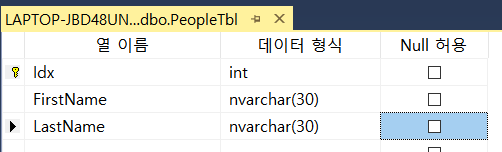 LAPTOP-JBD48UN...dbo.PeopleTbl
열 이름 데이터 형식 Null 허용
Idx int
FirstName nvarchar(30)
LastName nvarchar(30)